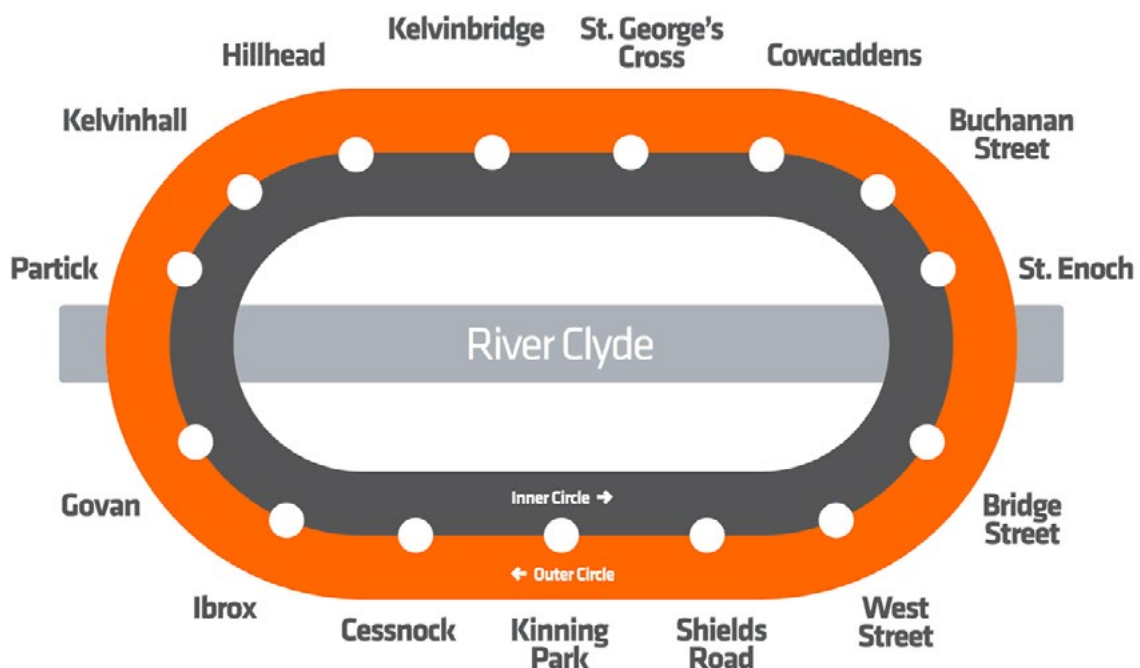 Kelvinbridge
St. George's
Cross
Hillhead
Cowcaddens
Kelvinhall
Buchanan
Street
Partick
St. Enoch
River Clyde
Inner Circle →
Govan
Bridge
Street
← Outer Circle
Ibrox
Cessnock
Kinning
Park
Shields
Road
West
Street